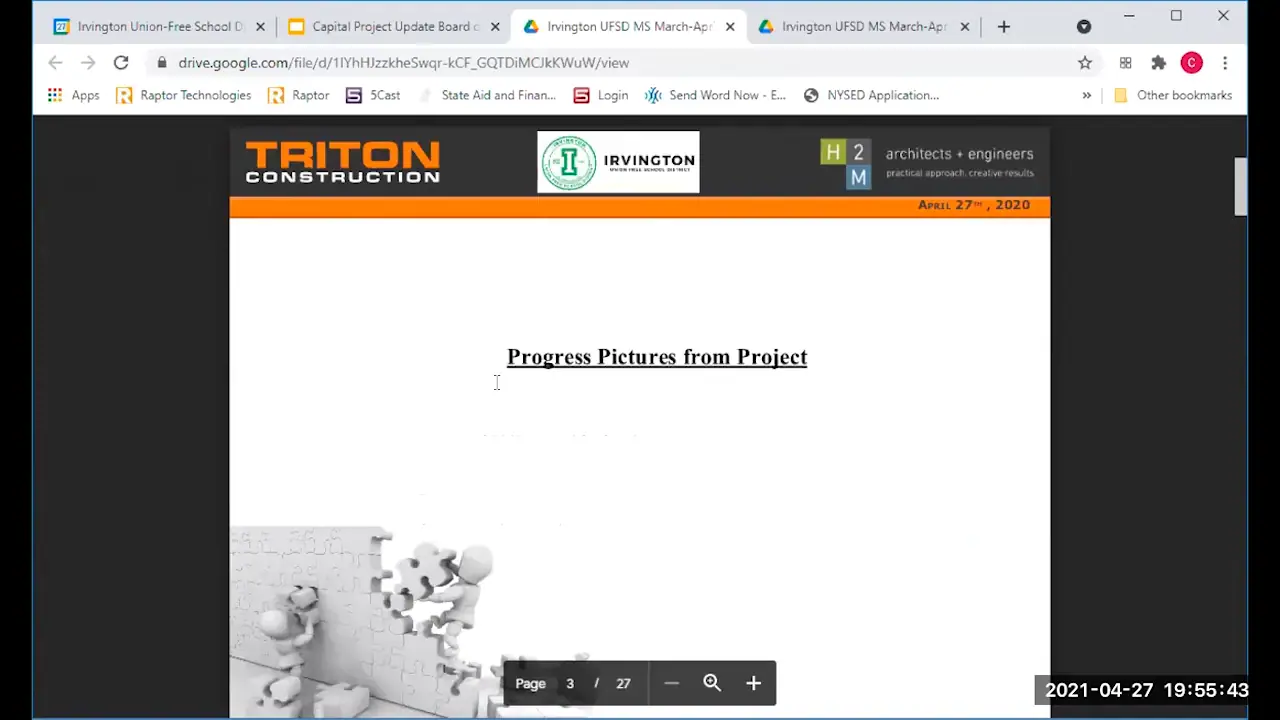 Irvington Union-Free School D
Capital Project Update Board o
Irvington UFSD MS March-Apr
Irvington UFSD MS March-Apr
drive.google.com/file/d/1lYhHJzzkheSwqr-kCF_GQTDiMCJkKWuW/view
C
Apps
Raptor Technologies
Raptor
5Cast
State Aid and Finan...
Login
Send Word Now - E...
NYSED Application...
»
Other bookmarks
TRITON
CONSTRUCTION
I
IRVINGTON
UNION FREE SCHOOL DISTRICT
H 2
M
architects + engineers
practical approach. creative results
APRIL 27TH , 2020
Progress Pictures from Project
Page 3 / 27
2021-04-27 19:55:43